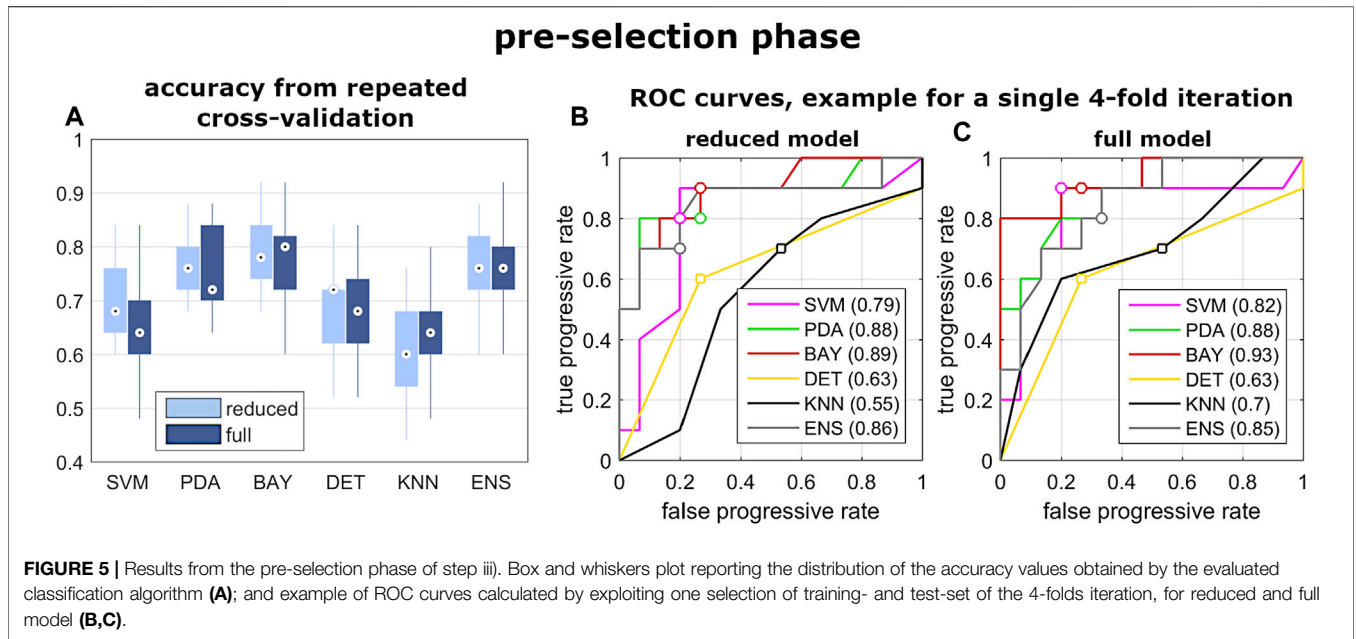 pre-selection phase
accuracy from repeated
cross-validation
A
1
0.9
0.8
0.7
0.6
0.5
0.4
reduced
full
SVM PDA BAY DET KNN ENS
ROC curves, example for a single 4-fold iteration
B
reduced model
1
0.8
0.6
0.4
0.2
0
true progressive rate
SVM (0.79)
PDA (0.88)
BAY (0.89)
DET (0.63)
KNN (0.55)
ENS (0.86)
0 0.2 0.4 0.6 0.8 1
false progressive rate
C
full model
1
0.8
0.6
0.4
0.2
0
true progressive rate
SVM (0.82)
PDA (0.88)
BAY (0.93)
DET (0.63)
KNN (0.7)
ENS (0.85)
0 0.2 0.4 0.6 0.8 1
false progressive rate
FIGURE 5 | Results from the pre-selection phase of step iii). Box and whiskers plot reporting the distribution of the accuracy values obtained by the evaluated
classification algorithm (A); and example of ROC curves calculated by exploiting one selection of training- and test-set of the 4-folds iteration, for reduced and full
model (B,C).